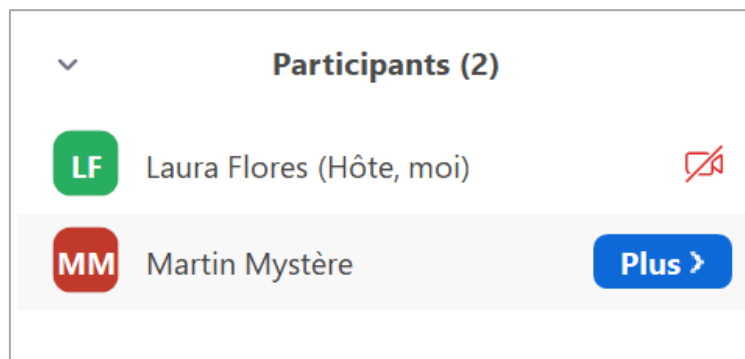 Participants (2)
LF Laura Flores (Hôte, moi)
MM Martin Mystère Plus >